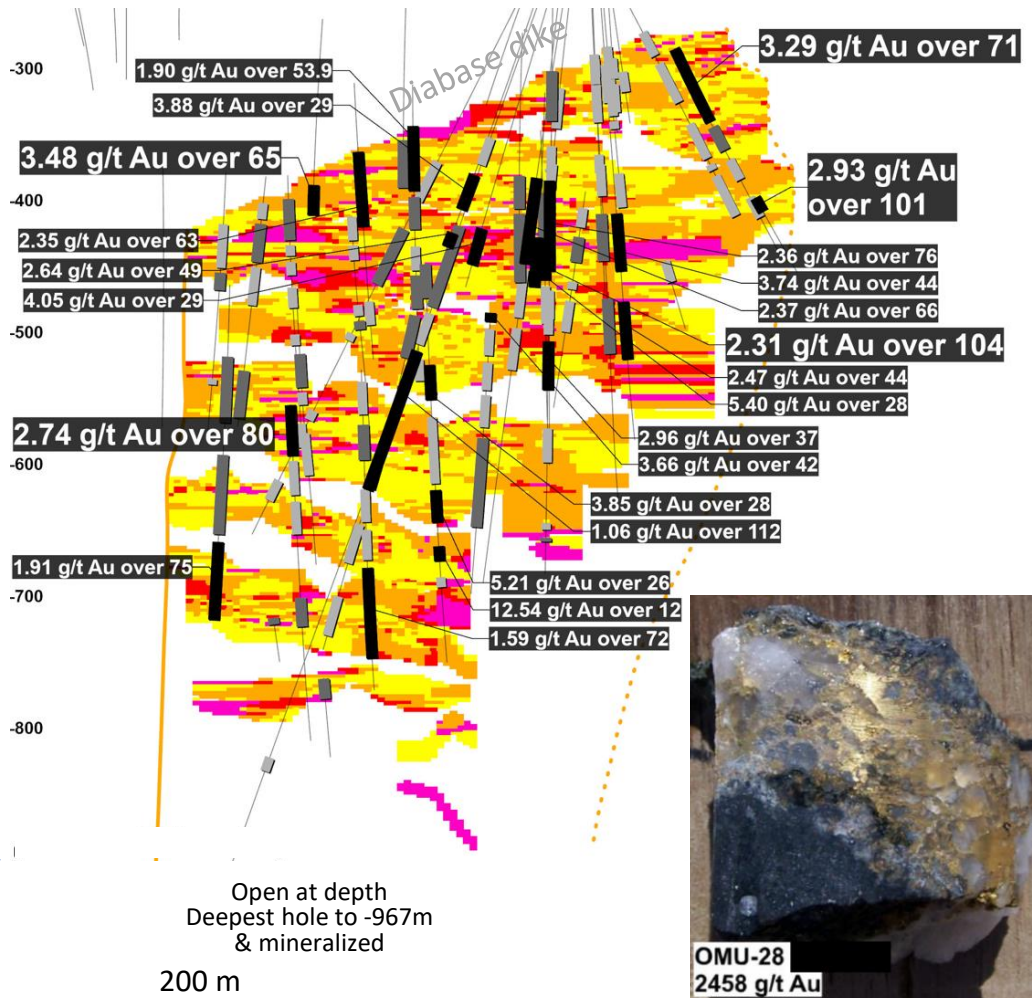 Diabase dike
-300
-400
-500
-600
-700
-800
1.90 g/t Au over 53.9
3.88 g/t Au over 29
3.48 g/t Au over 65
2.35 g/t Au over 63
2.64 g/t Au over 49
4.05 g/t Au over 29
2.74 g/t Au over 80
1.91 g/t Au over 75
3.29 g/t Au over 71
2.93 g/t Au
over 101
2.36 g/t Au over 76
3.74 g/t Au over 44
2.37 g/t Au over 66
2.31 g/t Au over 104
2.47 g/t Au over 44
5.40 g/t Au over 28
2.96 g/t Au over 37
3.66 g/t Au over 42
3.85 g/t Au over 28
1.06 g/t Au over 112
5.21 g/t Au over 26
12.54 g/t Au over 12
1.59 g/t Au over 72
Open at depth
Deepest hole to -967m
& mineralized
200 m
OMU-28
2458 g/t Au